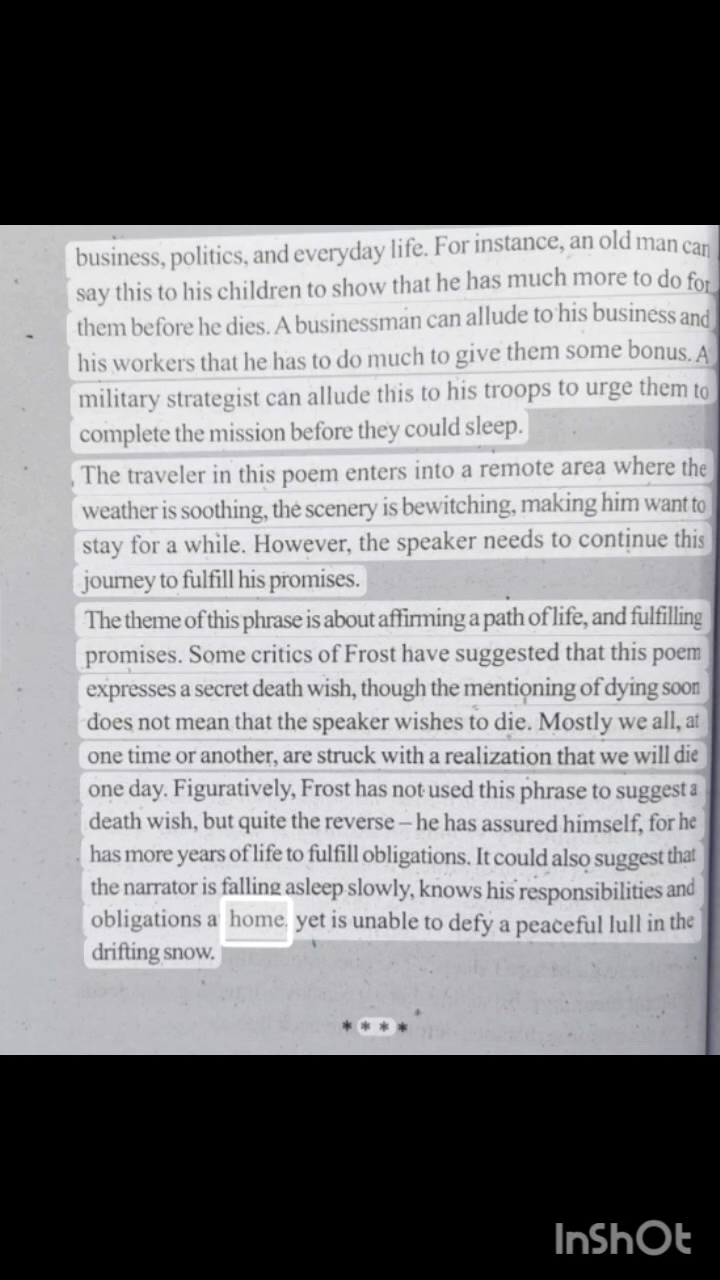 business, politics, and everyday life. For instance, an old man can
say this to his children to show that he has much more to do for
them before he dies. A businessman can allude to his business and
his workers that he has to do much to give them some bonus. A
military strategist can allude this to his troops to urge them to
complete the mission before they could sleep.
The traveler in this poem enters into a remote area where the
weather is soothing, the scenery is bewitching, making him want to
stay for a while. However, the speaker needs to continue this
journey to fulfill his promises.
The theme of this phrase is about affirming a path of life, and fulfilling
promises. Some critics of Frost have suggested that this poem
expresses a secret death wish, though the mentioning of dying soon
does not mean that the speaker wishes to die. Mostly we all, at
one time or another, are struck with a realization that we will die
one day. Figuratively, Frost has not used this phrase to suggest a
death wish, but quite the reverse – he has assured himself, for he
has more years of life to fulfill obligations. It could also suggest that
the narrator is falling asleep slowly, knows his responsibilities and
obligations a home, yet is unable to defy a peaceful lull in the
drifting snow.
* * * *
InShOt